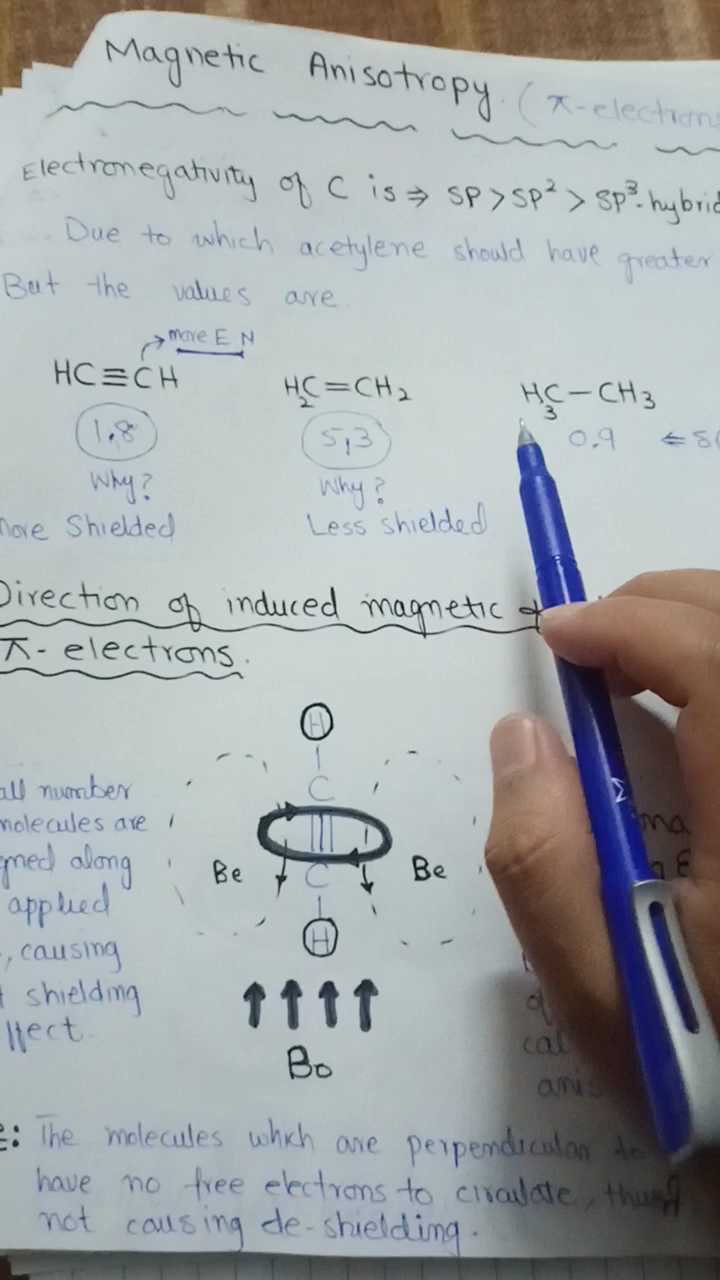 Magnetic Anisotropy. (π-electrons
Electronegativity of C is ⇒ SP > SP² > SP³-hybrid
Due to which acetylene should have greater
But the values are
more E N
HC≡CH H₂C=CH₂ H₃C–CH₃
1,8 5,3 0.9
Why? Why?
more Shielded Less shielded
Direction of induced magnetic
π-electrons.
H
C
C
H
Be Be
all number
molecules are
applied
, causing
shielding
B₀
The molecules which are perpendicular
have no free electrons to circulate,
not causing de-shielding.